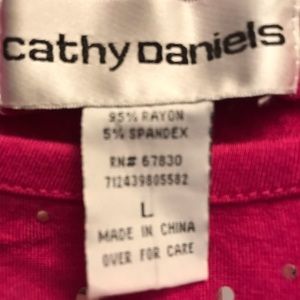 cathy Daniels
95% RAYON
5% SPANDEX
RN# 67830
712439805582
L
MADE IN CHINA
OVER FOR CARE